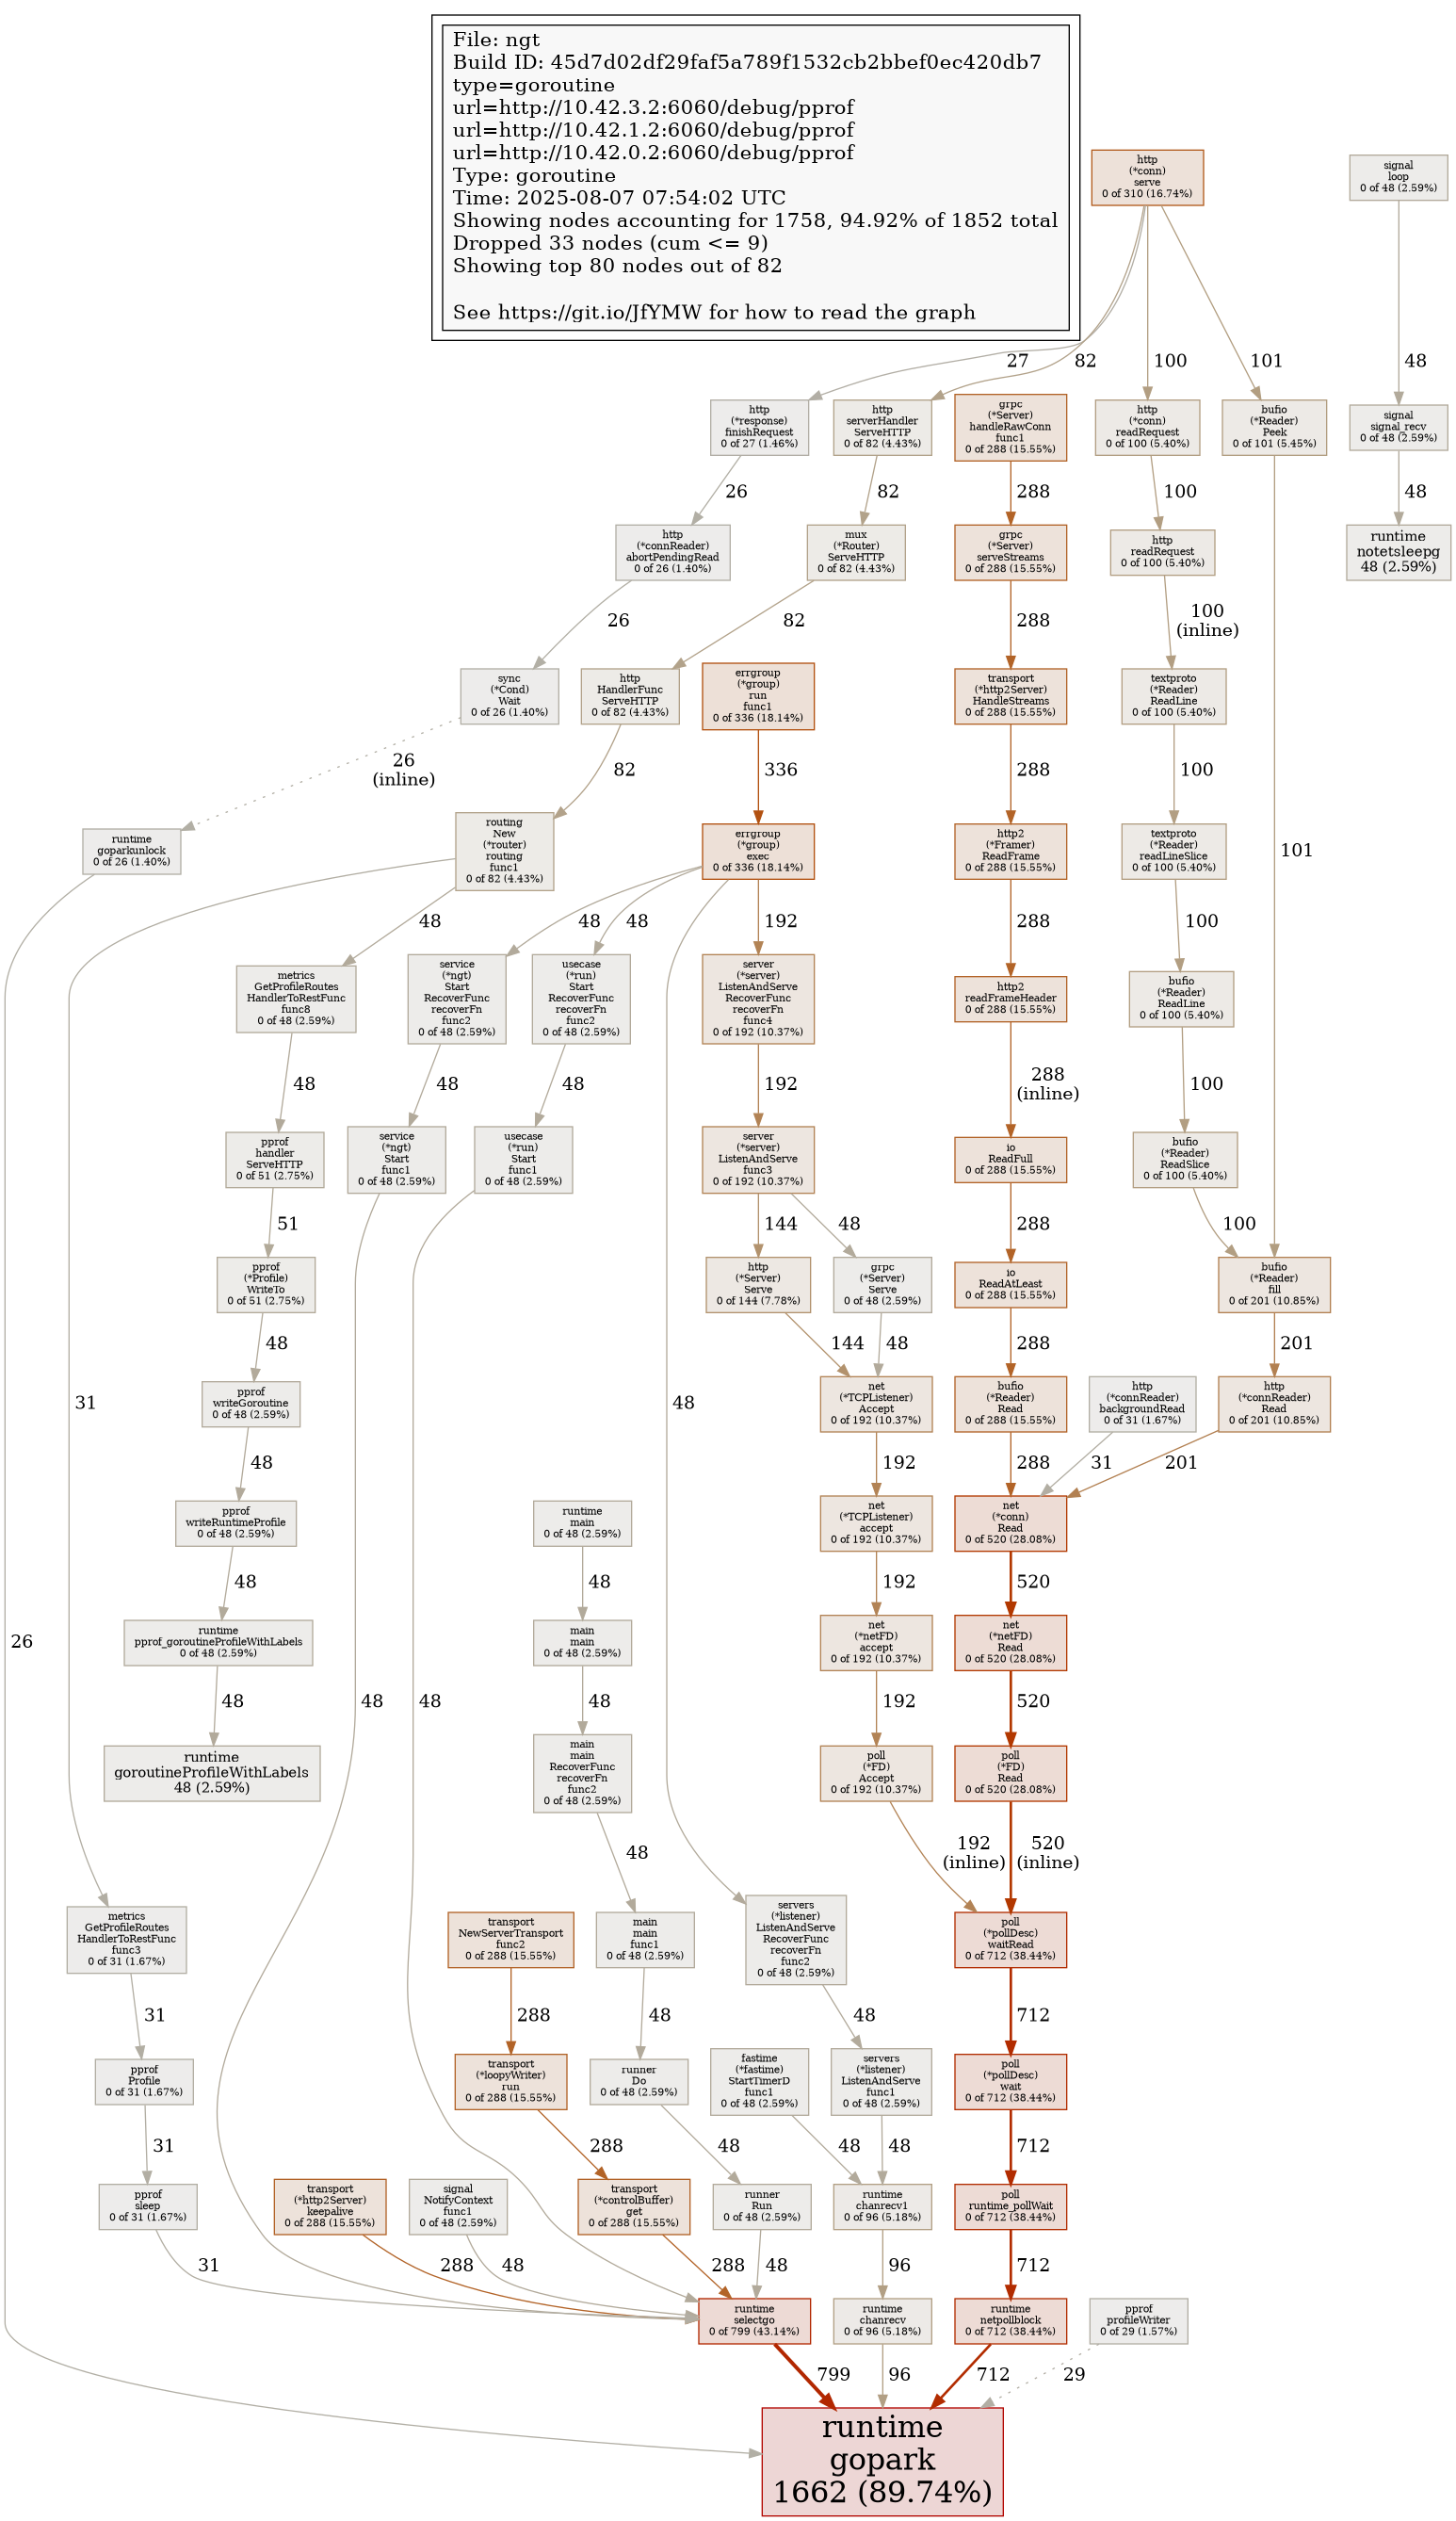 File: ngt
Build ID: 45d7d02df29faf5a789f1532cb2bbef0ec420db7
type=goroutine
url=http://10.42.3.2:6060/debug/pprof
url=http://10.42.1.2:6060/debug/pprof
url=http://10.42.0.2:6060/debug/pprof
Type: goroutine
Time: 2025-08-07 07:54:02 UTC
Showing nodes accounting for 1758, 94.92% of 1852 total
Dropped 33 nodes (cum <= 9)
Showing top 80 nodes out of 82
See https://git.io/JfYMW for how to read the graph
http
(*conn)
serve
0 of 310 (16.74%)
signal
loop
0 of 48 (2.59%)
27
82
100
101
48
http
(*response)
finishRequest
0 of 27 (1.46%)
http
serverHandler
ServeHTTP
0 of 82 (4.43%)
grpc
(*Server)
handleRawConn
func1
0 of 288 (15.55%)
http
(*conn)
readRequest
0 of 100 (5.40%)
bufio
(*Reader)
Peek
0 of 101 (5.45%)
signal
signal_recv
0 of 48 (2.59%)
26
82
288
100
48
http
(*connReader)
abortPendingRead
0 of 26 (1.40%)
mux
(*Router)
ServeHTTP
0 of 82 (4.43%)
grpc
(*Server)
serveStreams
0 of 288 (15.55%)
http
readRequest
0 of 100 (5.40%)
runtime
notetsleepg
48 (2.59%)
26
82
288
100
(inline)
sync
(*Cond)
Wait
0 of 26 (1.40%)
http
HandlerFunc
ServeHTTP
0 of 82 (4.43%)
errgroup
(*group)
run
func1
0 of 336 (18.14%)
transport
(*http2Server)
HandleStreams
0 of 288 (15.55%)
textproto
(*Reader)
ReadLine
0 of 100 (5.40%)
26
(inline)
82
336
288
100
runtime
goparkunlock
0 of 26 (1.40%)
routing
New
(*router)
routing
func1
0 of 82 (4.43%)
errgroup
(*group)
exec
0 of 336 (18.14%)
http2
(*Framer)
ReadFrame
0 of 288 (15.55%)
textproto
(*Reader)
readLineSlice
0 of 100 (5.40%)
101
48
48
48
192
288
100
metrics
GetProfileRoutes
HandlerToRestFunc
func8
0 of 48 (2.59%)
service
(*ngt)
Start
RecoverFunc
recoverFn
func2
0 of 48 (2.59%)
usecase
(*run)
Start
RecoverFunc
recoverFn
func2
0 of 48 (2.59%)
server
(*server)
ListenAndServe
RecoverFunc
recoverFn
func4
0 of 192 (10.37%)
http2
readFrameHeader
0 of 288 (15.55%)
bufio
(*Reader)
ReadLine
0 of 100 (5.40%)
48
48
48
192
288
(inline)
100
pprof
handler
ServeHTTP
0 of 51 (2.75%)
service
(*ngt)
Start
func1
0 of 48 (2.59%)
usecase
(*run)
Start
func1
0 of 48 (2.59%)
server
(*server)
ListenAndServe
func3
0 of 192 (10.37%)
io
ReadFull
0 of 288 (15.55%)
bufio
(*Reader)
ReadSlice
0 of 100 (5.40%)
51
144
48
288
100
pprof
(*Profile)
WriteTo
0 of 51 (2.75%)
http
(*Server)
Serve
0 of 144 (7.78%)
grpc
(*Server)
Serve
0 of 48 (2.59%)
io
ReadAtLeast
0 of 288 (15.55%)
bufio
(*Reader)
fill
0 of 201 (10.85%)
48
144
48
288
201
31
pprof
writeGoroutine
0 of 48 (2.59%)
48
net
(*TCPListener)
Accept
0 of 192 (10.37%)
bufio
(*Reader)
Read
0 of 288 (15.55%)
http
(*connReader)
backgroundRead
0 of 31 (1.67%)
http
(*connReader)
Read
0 of 201 (10.85%)
48
192
288
31
201
pprof
writeRuntimeProfile
0 of 48 (2.59%)
runtime
main
0 of 48 (2.59%)
net
(*TCPListener)
accept
0 of 192 (10.37%)
net
(*conn)
Read
0 of 520 (28.08%)
48
48
192
520
26
runtime
pprof_goroutineProfileWithLabels
0 of 48 (2.59%)
main
main
0 of 48 (2.59%)
net
(*netFD)
accept
0 of 192 (10.37%)
net
(*netFD)
Read
0 of 520 (28.08%)
48
48
48
48
192
520
runtime
goroutineProfileWithLabels
48 (2.59%)
main
main
RecoverFunc
recoverFn
func2
0 of 48 (2.59%)
poll
(*FD)
Accept
0 of 192 (10.37%)
poll
(*FD)
Read
0 of 520 (28.08%)
48
192
(inline)
520
(inline)
metrics
GetProfileRoutes
HandlerToRestFunc
func3
0 of 31 (1.67%)
transport
NewServerTransport
func2
0 of 288 (15.55%)
main
main
func1
0 of 48 (2.59%)
servers
(*listener)
ListenAndServe
RecoverFunc
recoverFn
func2
0 of 48 (2.59%)
poll
(*pollDesc)
waitRead
0 of 712 (38.44%)
31
288
48
48
712
pprof
Profile
0 of 31 (1.67%)
transport
(*loopyWriter)
run
0 of 288 (15.55%)
runner
Do
0 of 48 (2.59%)
fastime
(*fastime)
StartTimerD
func1
0 of 48 (2.59%)
servers
(*listener)
ListenAndServe
func1
0 of 48 (2.59%)
poll
(*pollDesc)
wait
0 of 712 (38.44%)
31
288
48
48
48
712
pprof
sleep
0 of 31 (1.67%)
transport
(*http2Server)
keepalive
0 of 288 (15.55%)
signal
NotifyContext
func1
0 of 48 (2.59%)
transport
(*controlBuffer)
get
0 of 288 (15.55%)
runner
Run
0 of 48 (2.59%)
runtime
chanrecv1
0 of 96 (5.18%)
poll
runtime_pollWait
0 of 712 (38.44%)
31
288
48
288
48
96
712
runtime
selectgo
0 of 799 (43.14%)
runtime
chanrecv
0 of 96 (5.18%)
runtime
netpollblock
0 of 712 (38.44%)
pprof
profileWriter
0 of 29 (1.57%)
799
96
712
29
runtime
gopark
1662 (89.74%)